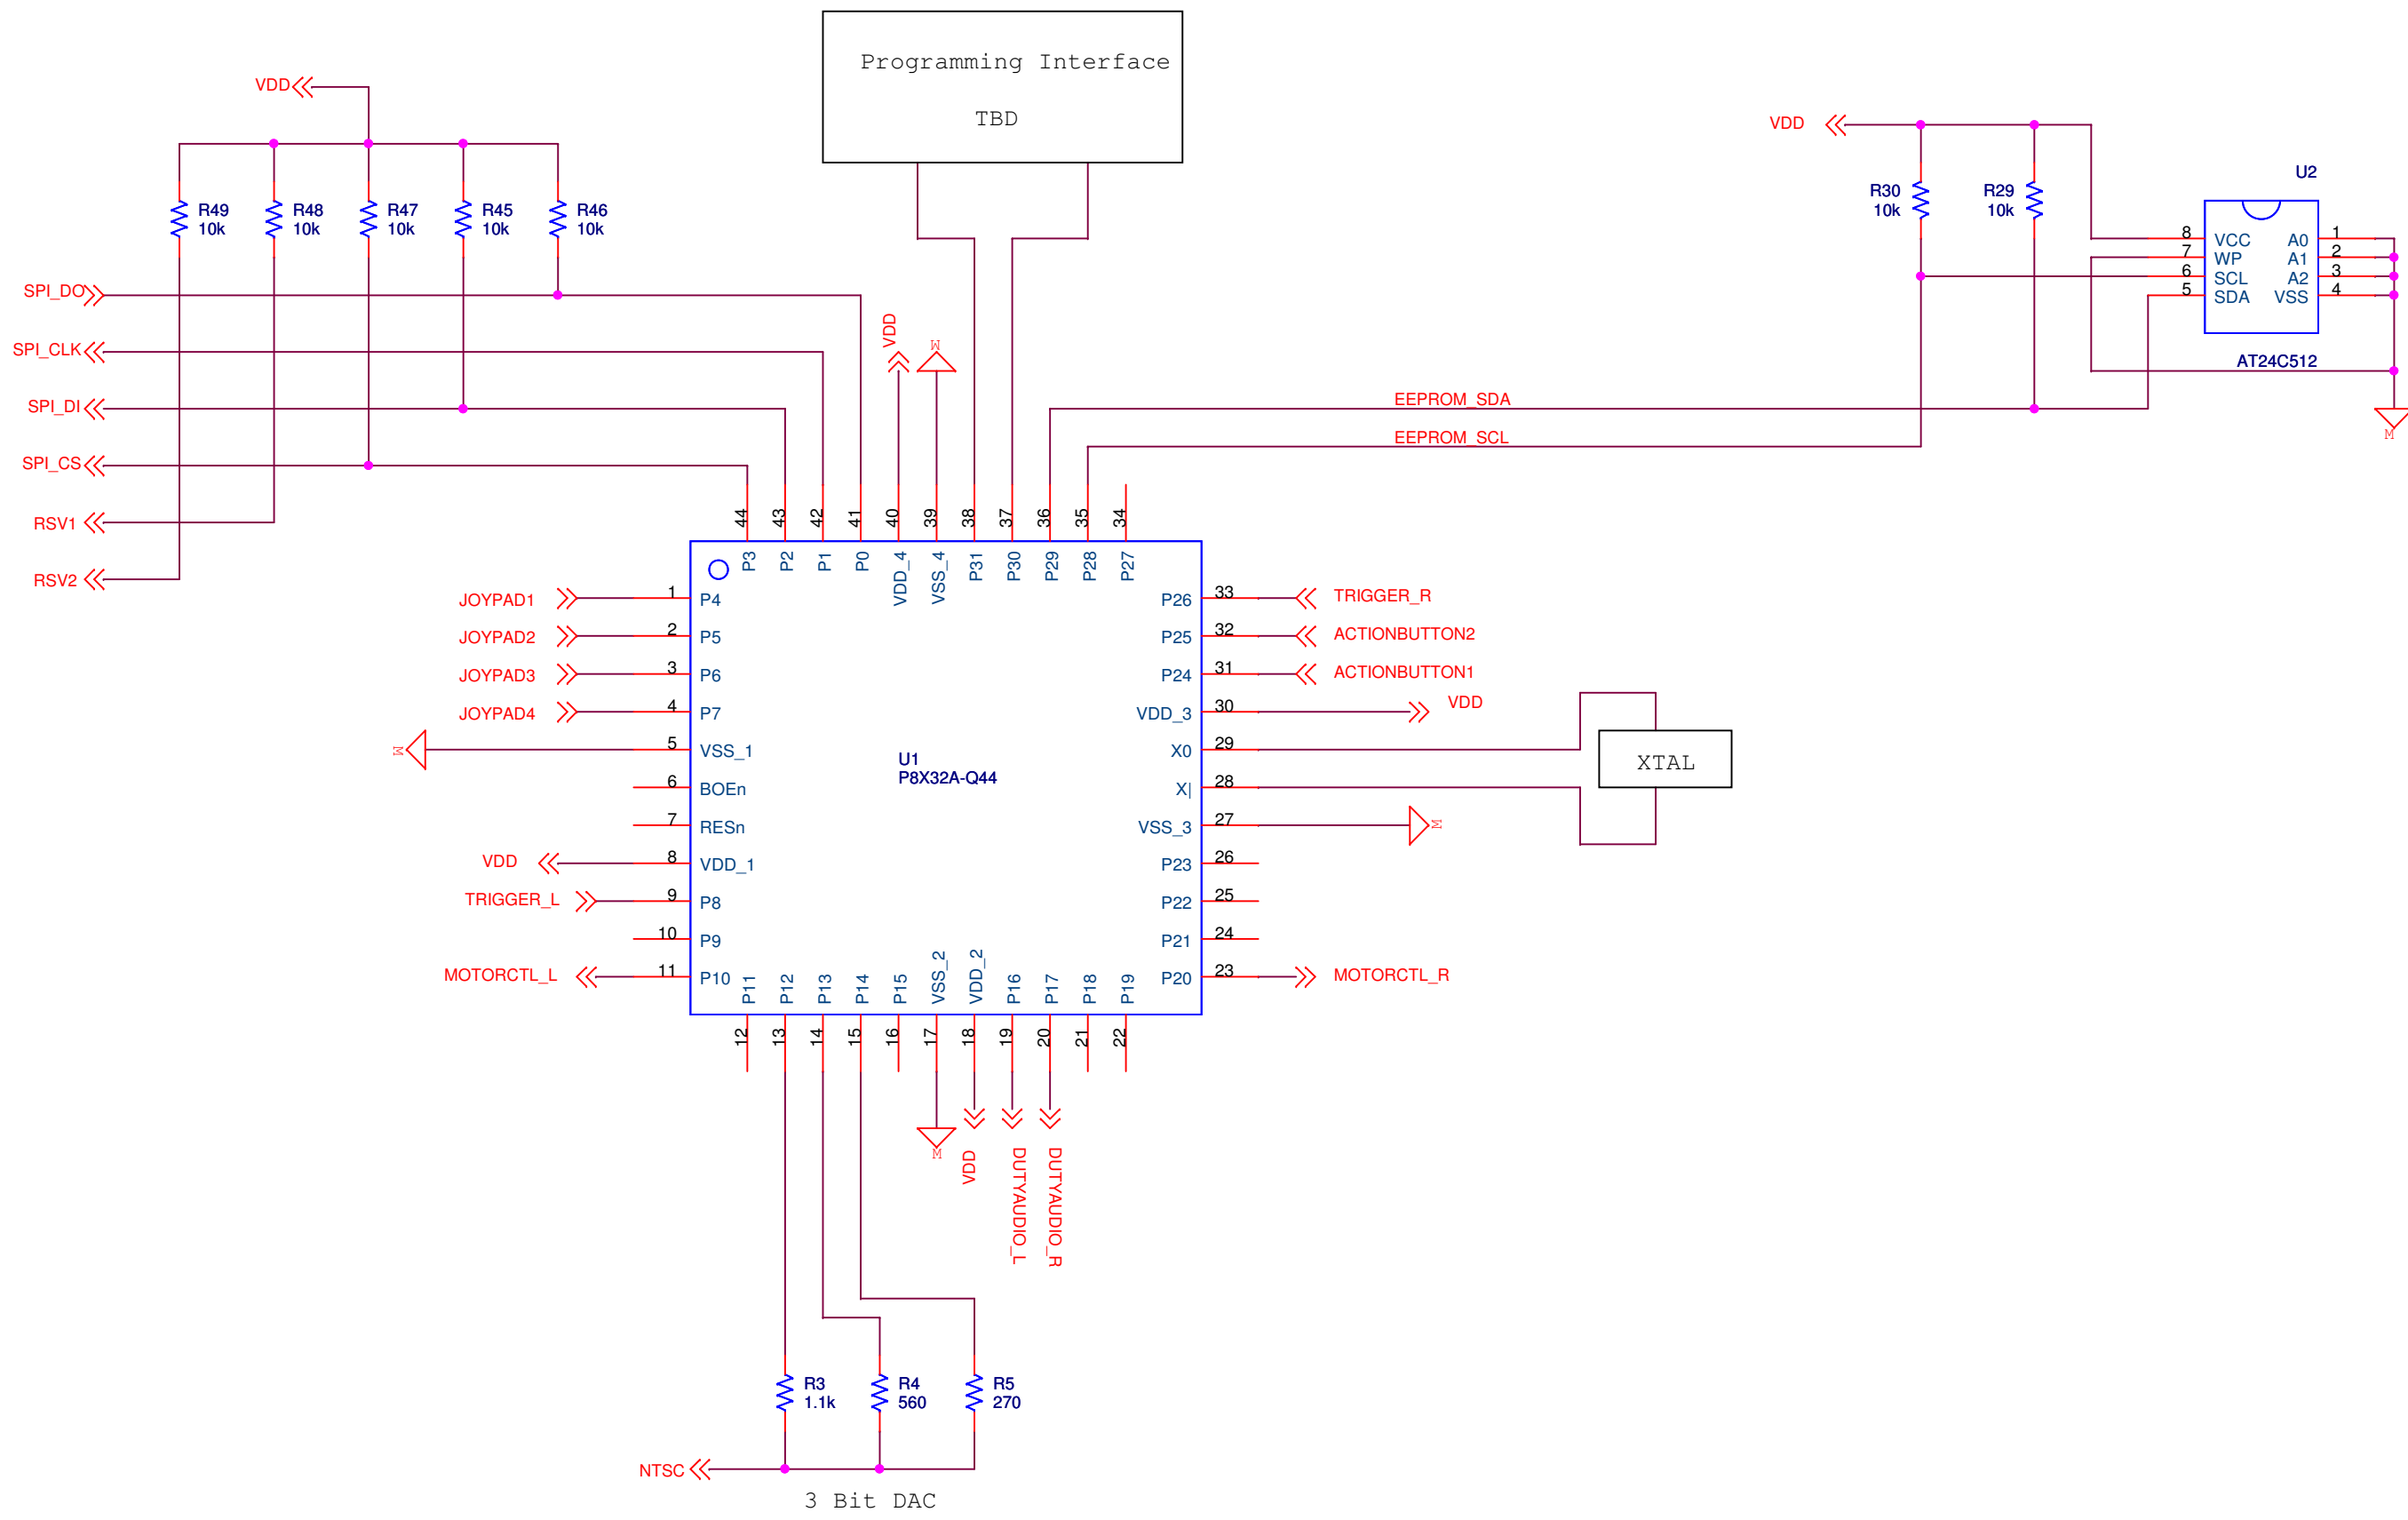 Programming Interface
TBD
VDD
R49
10k
R48
10k
R47
10k
R45
10k
R46
10k
SPI_DO
SPI_CLK
SPI_DI
SPI_CS
RSV1
RSV2
VDD
M
VDD
R30
10k
R29
10k
U2
8 VCC A0 1
7 WP A1 2
6 SCL A2 3
5 SDA VSS 4
AT24C512
M
EEPROM_SDA
EEPROM_SCL
44 43 42 41 40 39 38 37 36 35 34
P3 P2 P1 P0 VDD_4 VSS_4 P31 P30 P29 P28 P27
JOYPAD1 1 P4
JOYPAD2 2 P5
JOYPAD3 3 P6
JOYPAD4 4 P7
M 5 VSS_1
6 BOEn
7 RESn
VDD 8 VDD_1
TRIGGER_L 9 P8
10 P9
MOTORCTL_L 11 P10
U1
P8X32A-Q44
P26 33 TRIGGER_R
P25 32 ACTIONBUTTON2
P24 31 ACTIONBUTTON1
VDD_3 30 VDD
X0 29
XTAL
X| 28
VSS_3 27 M
P23 26
P22 25
P21 24
P20 23 MOTORCTL_R
P11 P12 P13 P14 P15 VSS_2 VDD_2 P16 P17 P18 P19
12 13 14 15 16 17 18 19 20 21 22
M
VDD
DUTYAUDIO_L
DUTYAUDIO_R
R3
1.1k
R4
560
R5
270
NTSC
3 Bit DAC